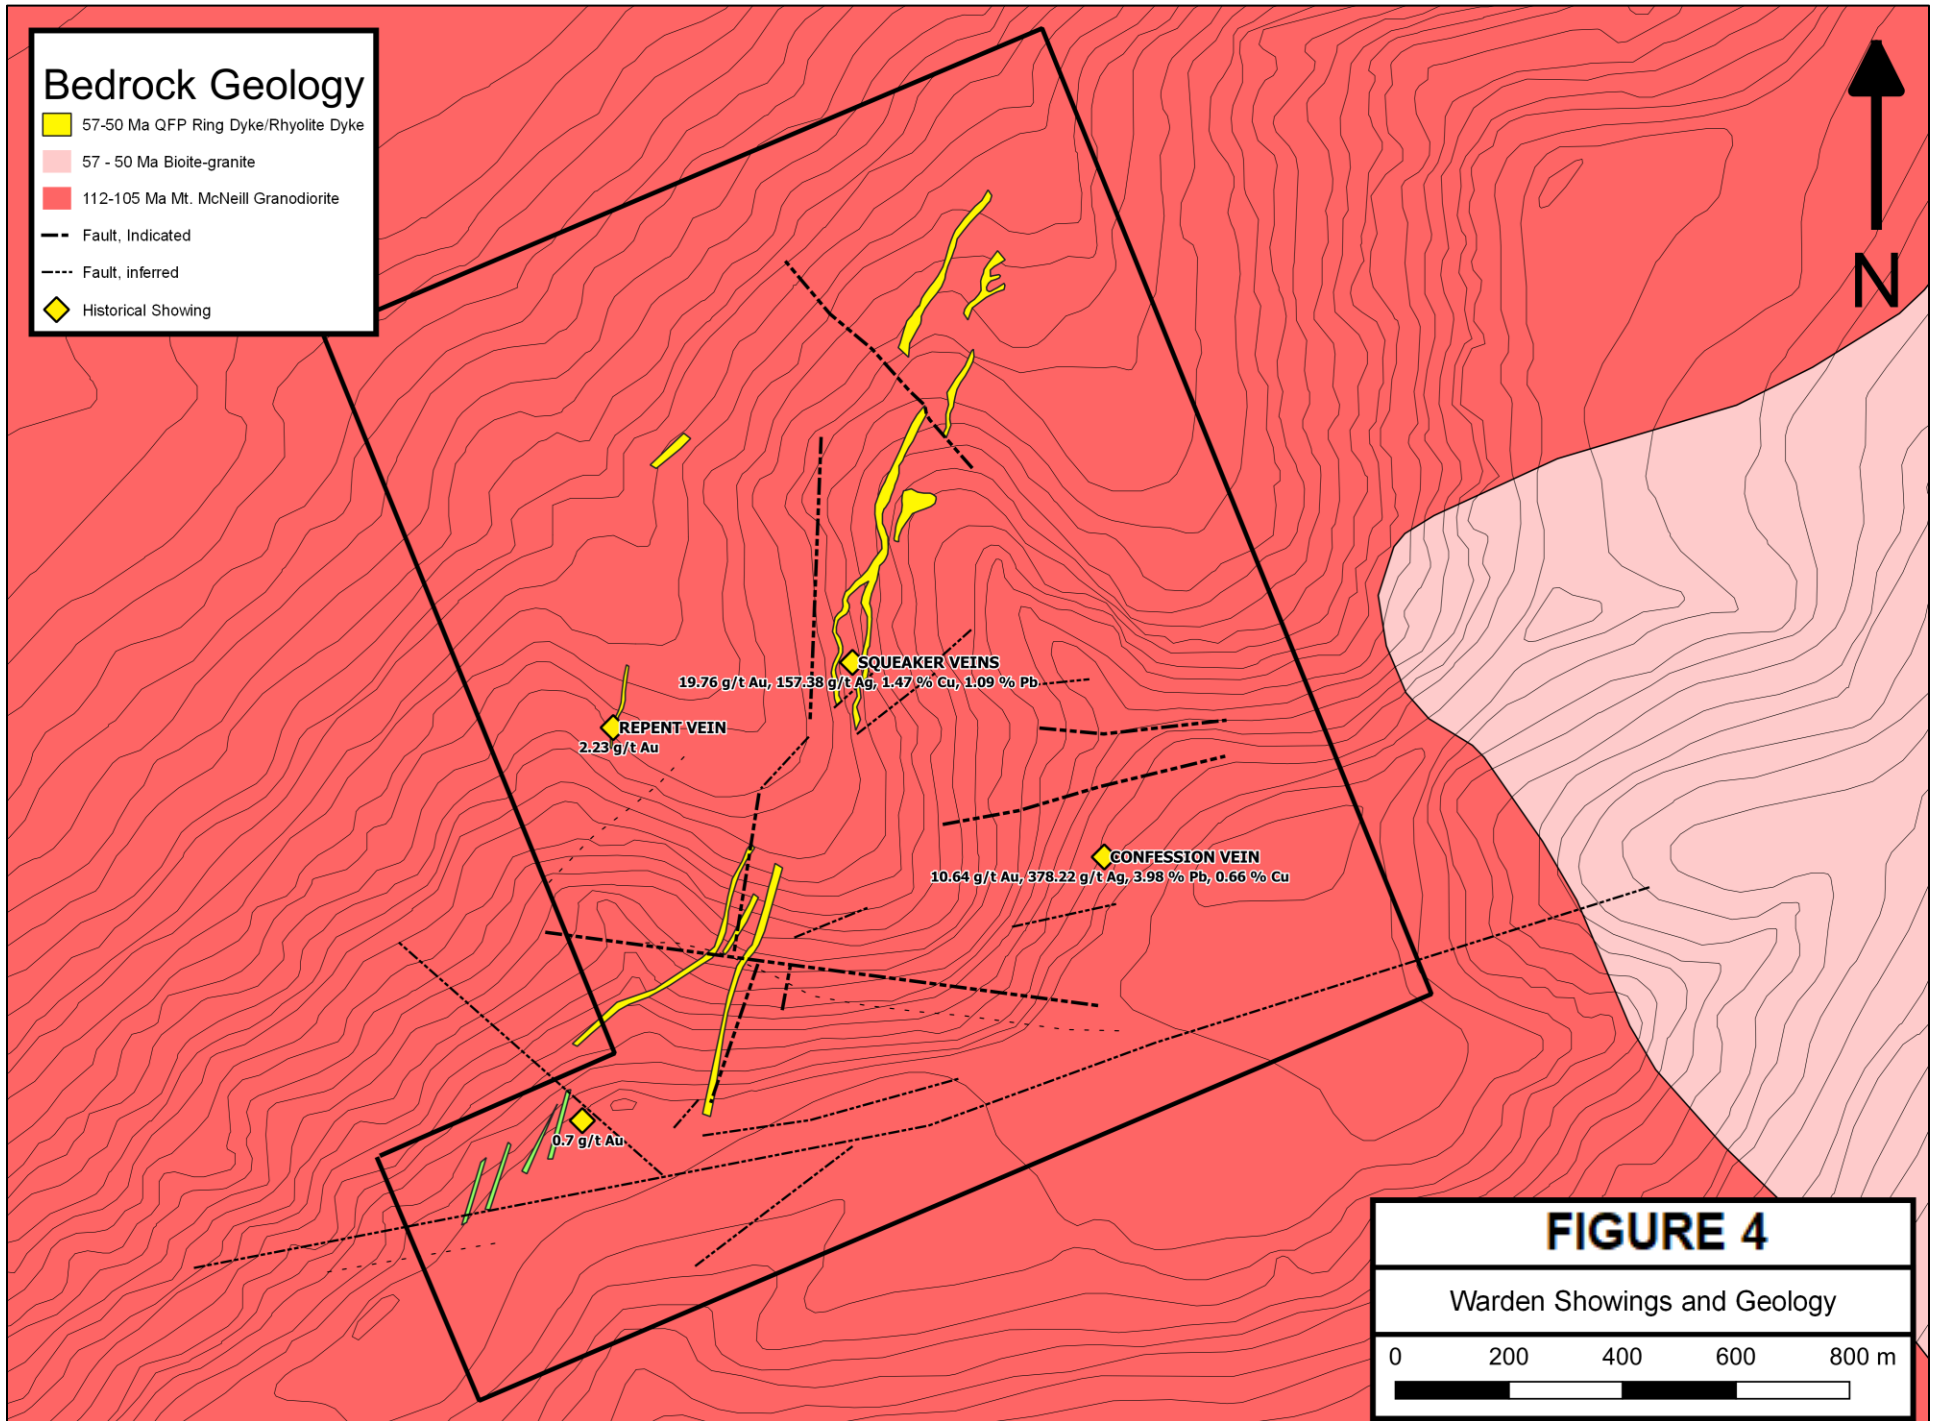 Bedrock Geology
57-50 Ma QFP Ring Dyke/Rhyolite Dyke
57 - 50 Ma Bioite-granite
112-105 Ma Mt. McNeill Granodiorite
Fault, Indicated
Fault, inferred
Historical Showing
N
SQUEAKER VEINS
19.76 g/t Au, 157.38 g/t Ag, 1.47 % Cu, 1.09 % Pb
REPENT VEIN
2.23 g/t Au
CONFESSION VEIN
10.64 g/t Au, 378.22 g/t Ag, 3.98 % Pb, 0.66 % Cu
0.7 g/t Au
FIGURE 4
Warden Showings and Geology
0 200 400 600 800 m